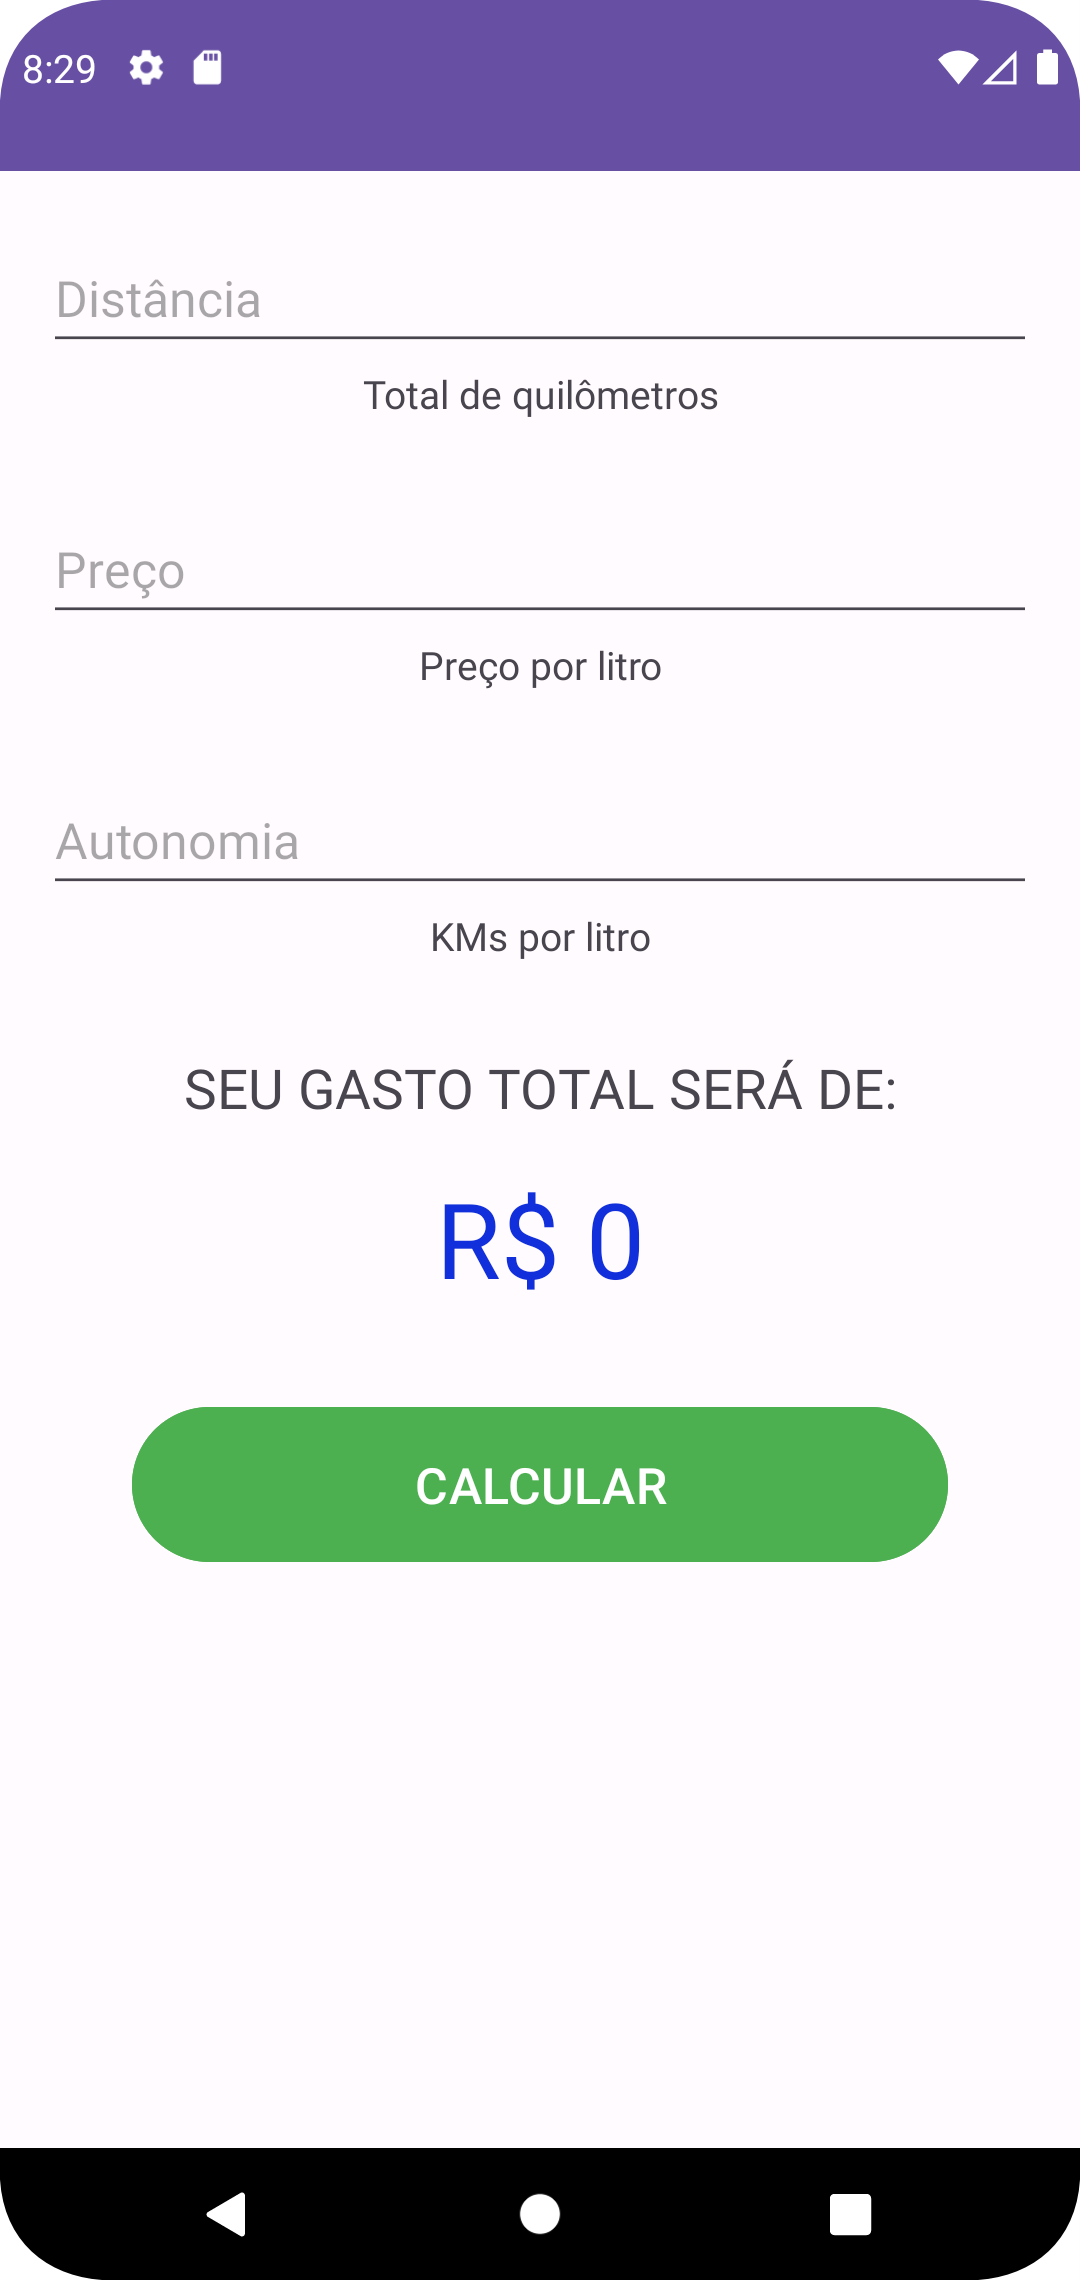 8:29
Distância
Total de quilômetros
Preço
Preço por litro
Autonomia
KMs por litro
SEU GASTO TOTAL SERÁ DE:
R$ 0
CALCULAR